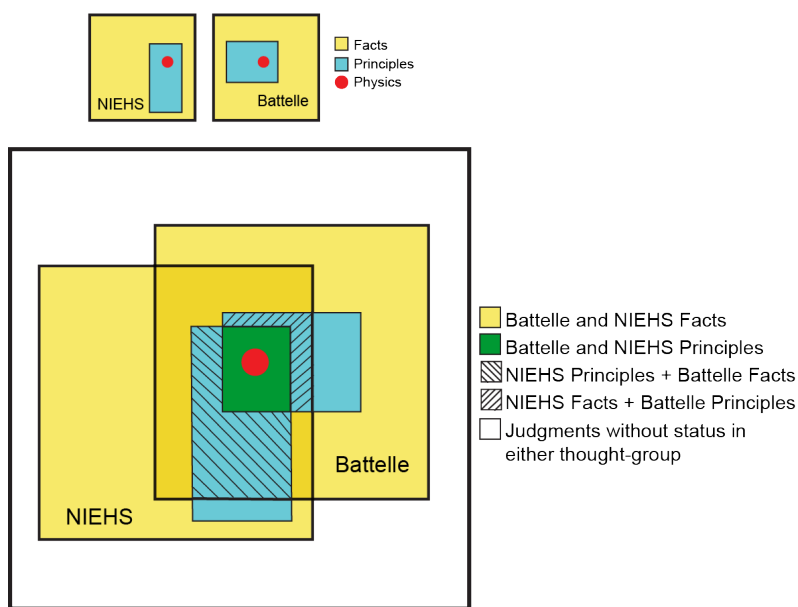 Facts
Principles
Physics
NIEHS
Battelle
Battelle and NIEHS Facts
Battelle and NIEHS Principles
NIEHS Principles + Battelle Facts
NIEHS Facts + Battelle Principles
Judgments without status in
either thought-group
Battelle
NIEHS